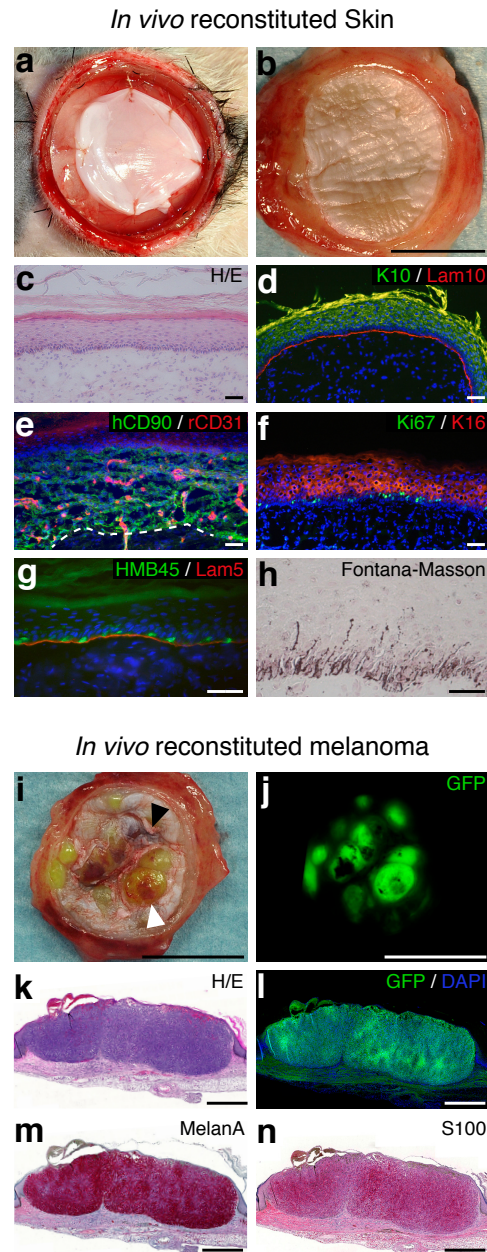 In vivo reconstituted Skin
a
b
c H/E
d K10 / Lam10
e hCD90 / rCD31
f Ki67 / K16
g HMB45 / Lam5
h Fontana-Masson
In vivo reconstituted melanoma
i
j GFP
k H/E
l GFP / DAPI
m MelanA
n S100